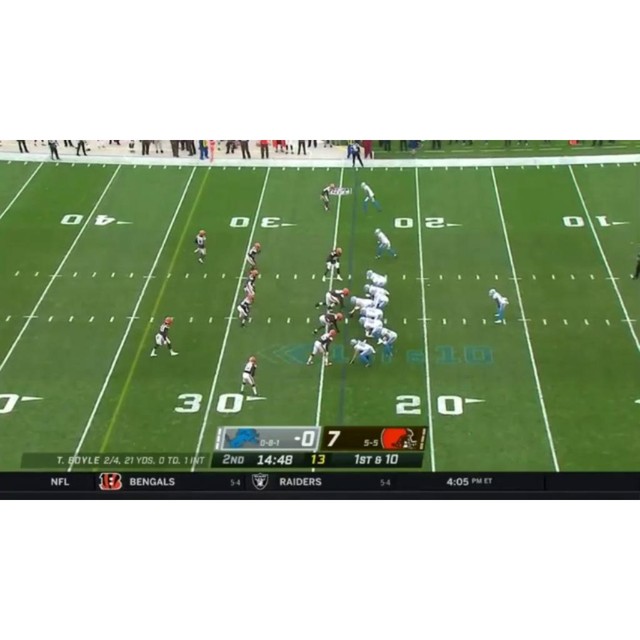 40 30 20 10
1ST & 10
30 20
0-8-1 0 7 5-5
T. BOYLE 2/4, 21 YDS, 0 TD, 1 INT 2ND 14:48 13 1ST & 10
NFL BENGALS 5-4 RAIDERS 5-4 4:05 PM ET